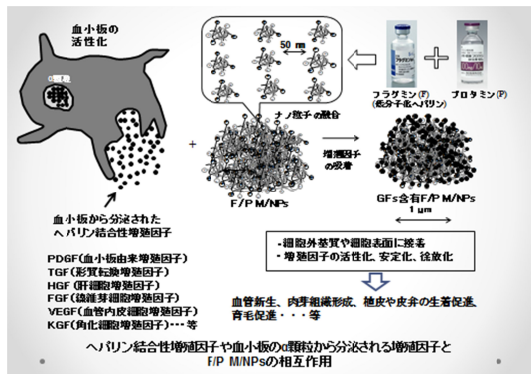 血小板の
活性化
α顆粒
50 nm
フラグミン(F)
(低分子化ヘパリン)
プロタミン(P)
ナノ粒子の融合
+
F/P M/NPs
増殖因子
の吸着
GFs含有F/P M/NPs
1 μm
血小板から分泌された
ヘパリン結合性増殖因子
PDGF(血小板由来増殖因子)
TGF(形質転換増殖因子)
HGF(肝細胞増殖因子)
FGF(線維芽細胞増殖因子)
VEGF(血管内皮細胞増殖因子)
KGF(角化細胞増殖因子)・・・等
・細胞外基質や細胞表面に接着
・増殖因子の活性化、安定化、徐放化
血管新生、肉芽組織形成、植皮や皮弁の生着促進、
育毛促進・・・等
ヘパリン結合性増殖因子や血小板のα顆粒から分泌される増殖因子と
F/P M/NPsの相互作用